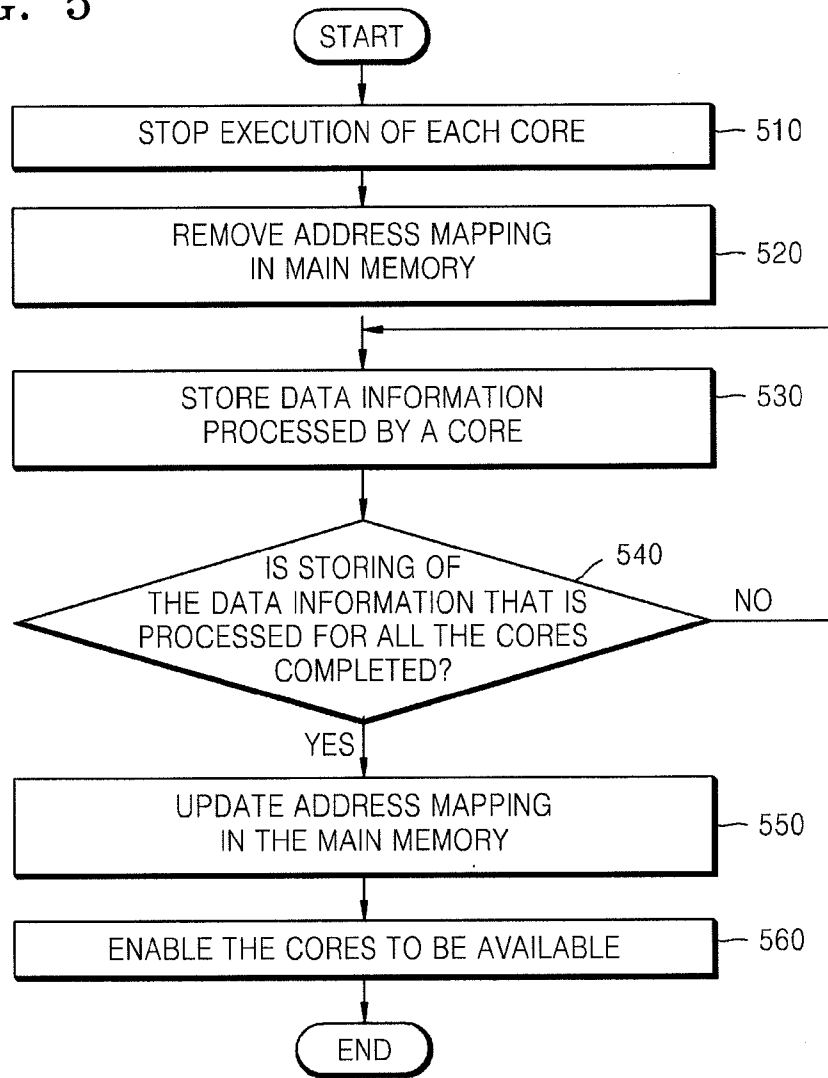 G. 5
START
STOP EXECUTION OF EACH CORE
510
REMOVE ADDRESS MAPPING
IN MAIN MEMORY
520
STORE DATA INFORMATION
PROCESSED BY A CORE
530
IS STORING OF
THE DATA INFORMATION THAT IS
PROCESSED FOR ALL THE CORES
COMPLETED?
540
NO
YES
UPDATE ADDRESS MAPPING
IN THE MAIN MEMORY
550
ENABLE THE CORES TO BE AVAILABLE
560
END